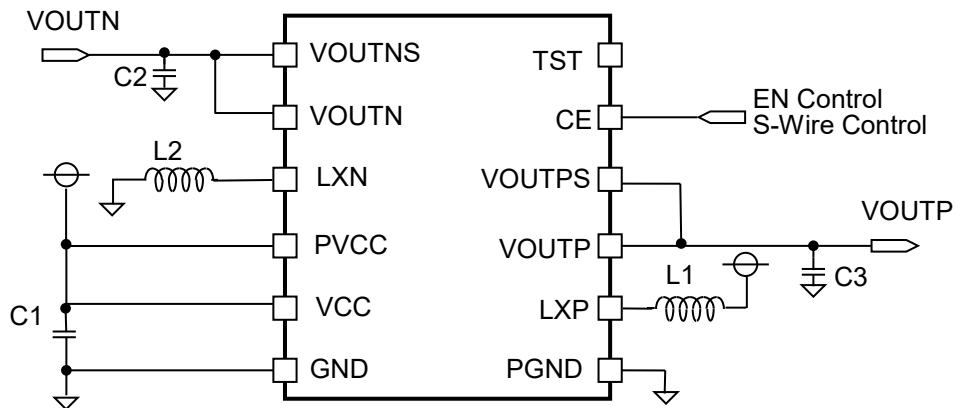 VOUTN
C2
VOUTNS
VOUTN
L2
LXN
PVCC
C1
VCC
GND
TST
CE
EN Control
S-Wire Control
VOUTPS
VOUTP
VOUTP
L1
C3
LXP
PGND